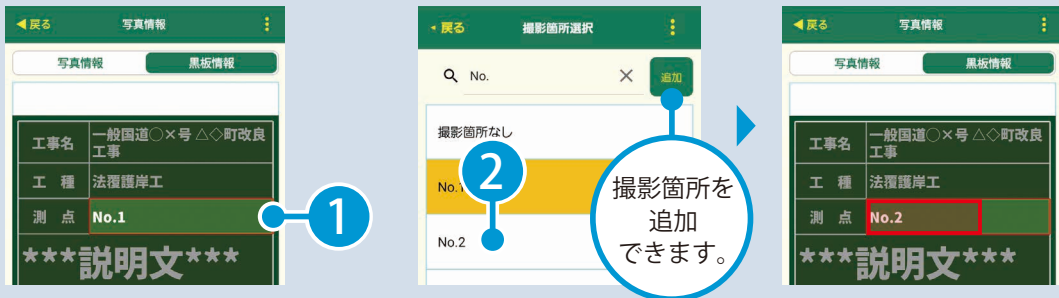 ◀戻る 写真情報
写真情報 黒板情報
工事名 一般国道○×号 △◇町改良
工事
工 種 法覆護岸工
測 点 No.1
***説明文***
1
戻る 撮影箇所選択
No. × 追加
撮影箇所なし
No.1
2
No.2
撮影箇所を
追加
できます。
◀戻る 写真情報
写真情報 黒板情報
工事名 一般国道○×号 △◇町改良
工事
工 種 法覆護岸工
測 点 No.2
***説明文***